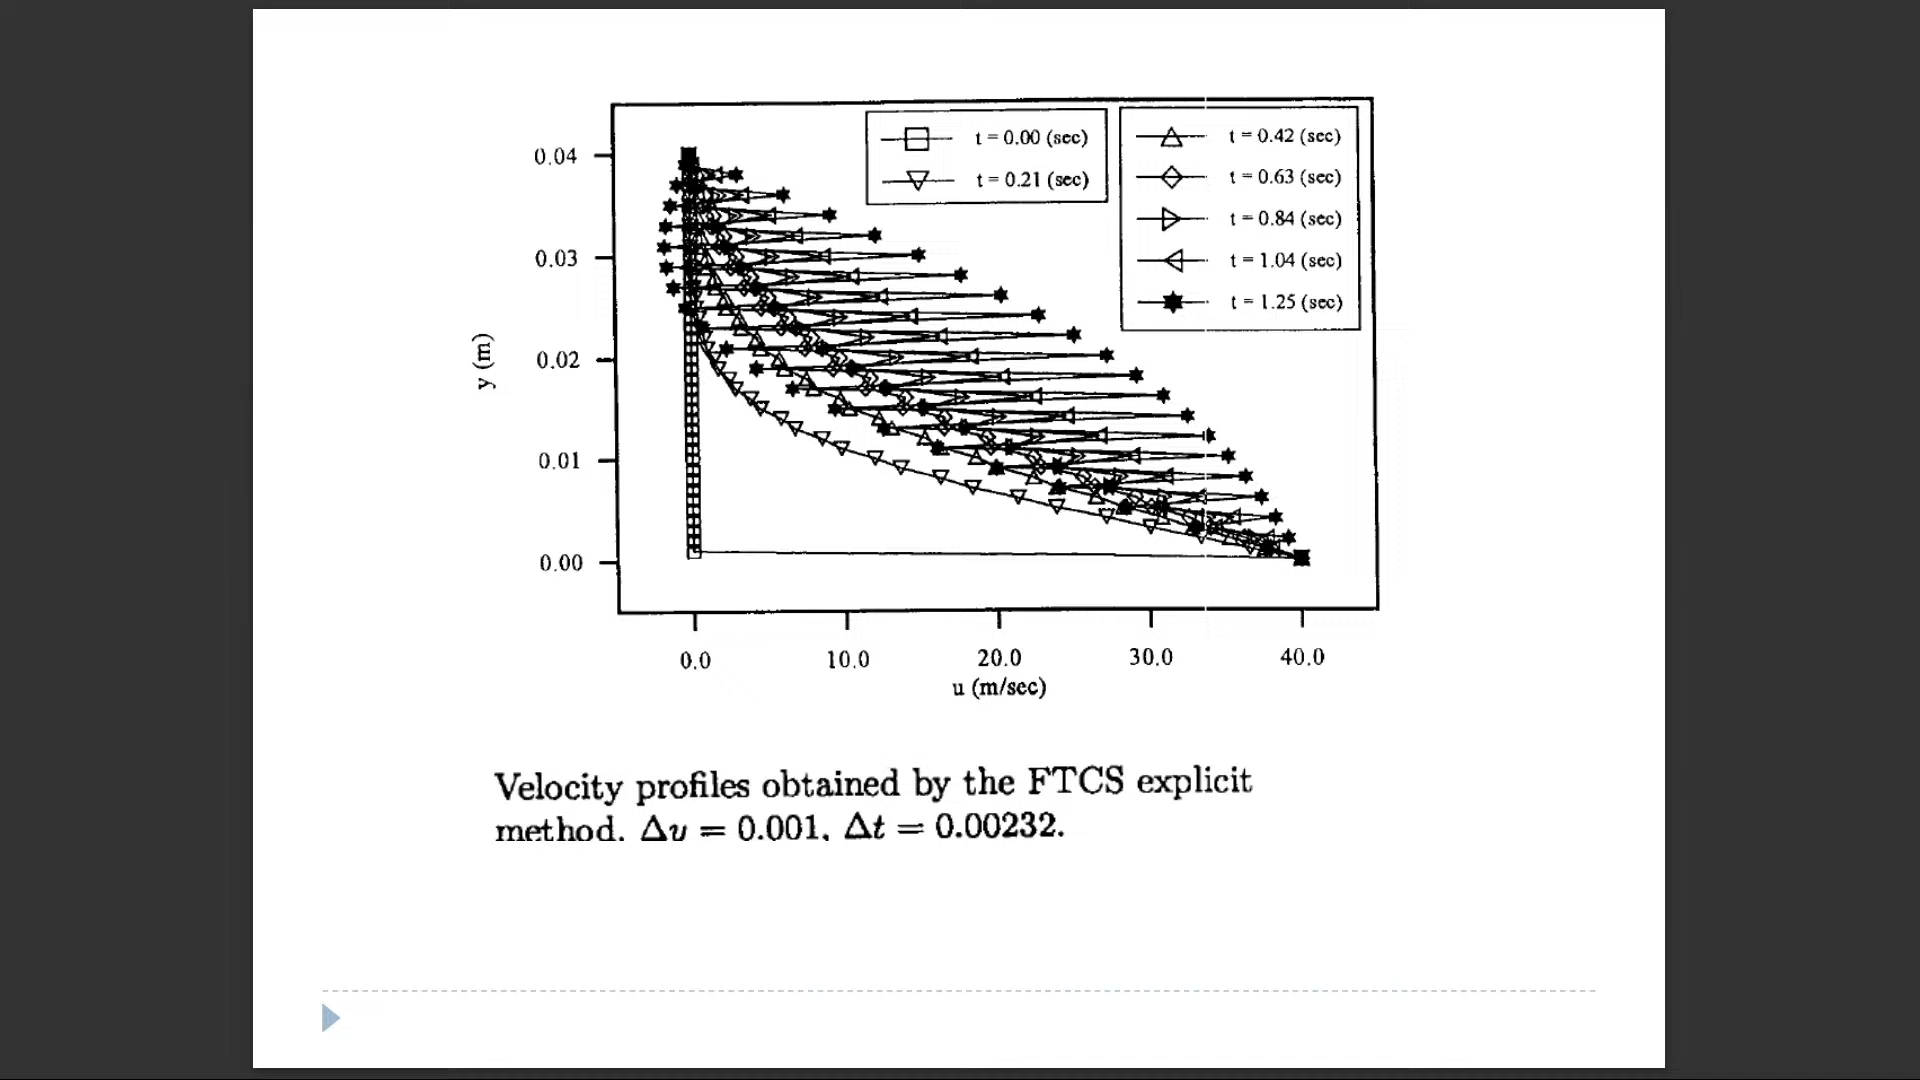 t = 0.00 (sec)
t = 0.21 (sec)
t = 0.42 (sec)
t = 0.63 (sec)
t = 0.84 (sec)
t = 1.04 (sec)
t = 1.25 (sec)
0.04
0.03
0.02
0.01
0.00
y (m)
0.0 10.0 20.0 30.0 40.0
u (m/sec)
Velocity profiles obtained by the FTCS explicit
method. Δy = 0.001, Δt = 0.00232.